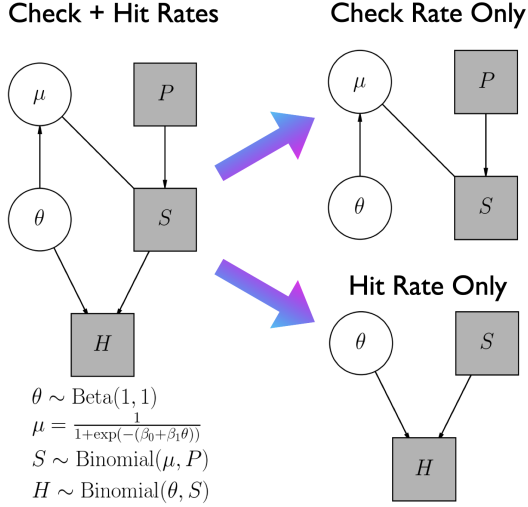 Check + Hit Rates
μ
P
θ
S
H
θ ∼ Beta(1, 1)
μ = 1 / 1+exp(−(β₀+β₁θ))
S ∼ Binomial(μ, P)
H ∼ Binomial(θ, S)
Check Rate Only
μ
P
θ
S
Hit Rate Only
θ
S
H